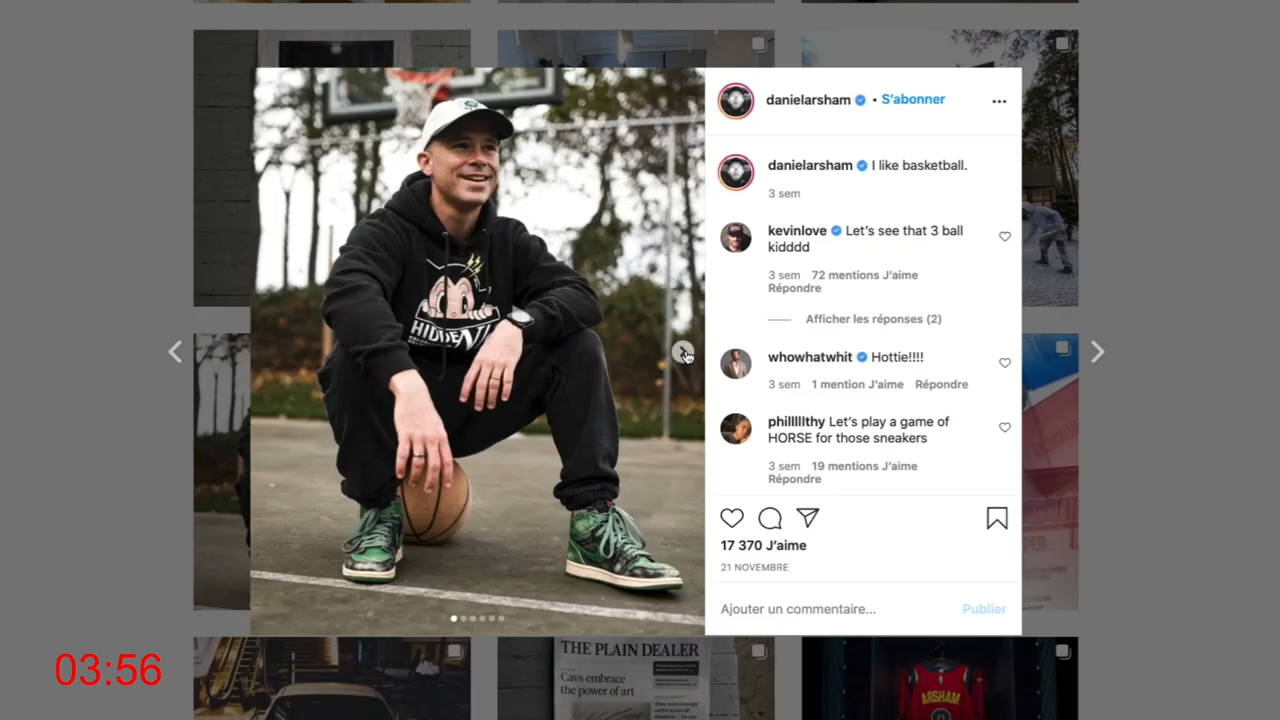 danielarsham • S'abonner
danielarsham I like basketball.
3 sem
kevinlove Let's see that 3 ball
kidddd
3 sem 72 mentions J'aime
Répondre
Afficher les réponses (2)
whowhatwhit Hottie!!!!
3 sem 1 mention J'aime Répondre
philllllthy Let's play a game of
HORSE for those sneakers
3 sem 19 mentions J'aime
Répondre
17 370 J'aime
21 NOVEMBRE
Ajouter un commentaire... Publier
HIDDEN
03:56
THE PLAIN DEALER
Cavs embrace
the power of art
ARSHAM